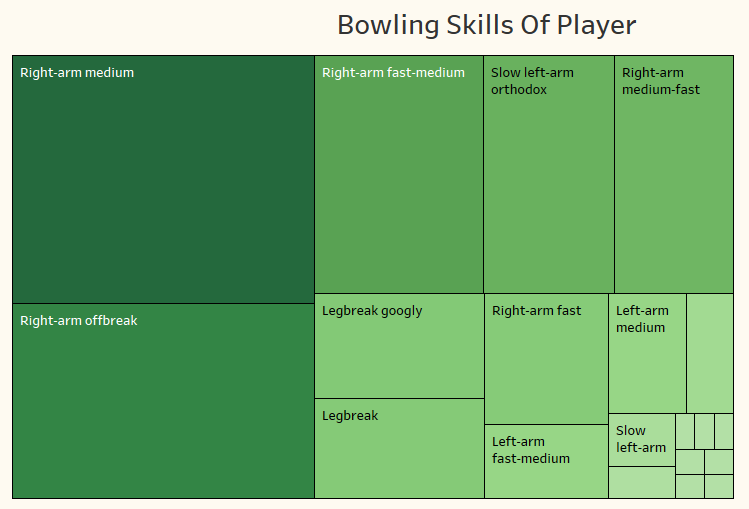 Bowling Skills Of Player
Right-arm medium
Right-arm fast-medium
Slow left-arm
orthodox
Right-arm
medium-fast
Right-arm offbreak
Legbreak googly
Right-arm fast
Left-arm
medium
Legbreak
Left-arm
fast-medium
Slow
left-arm